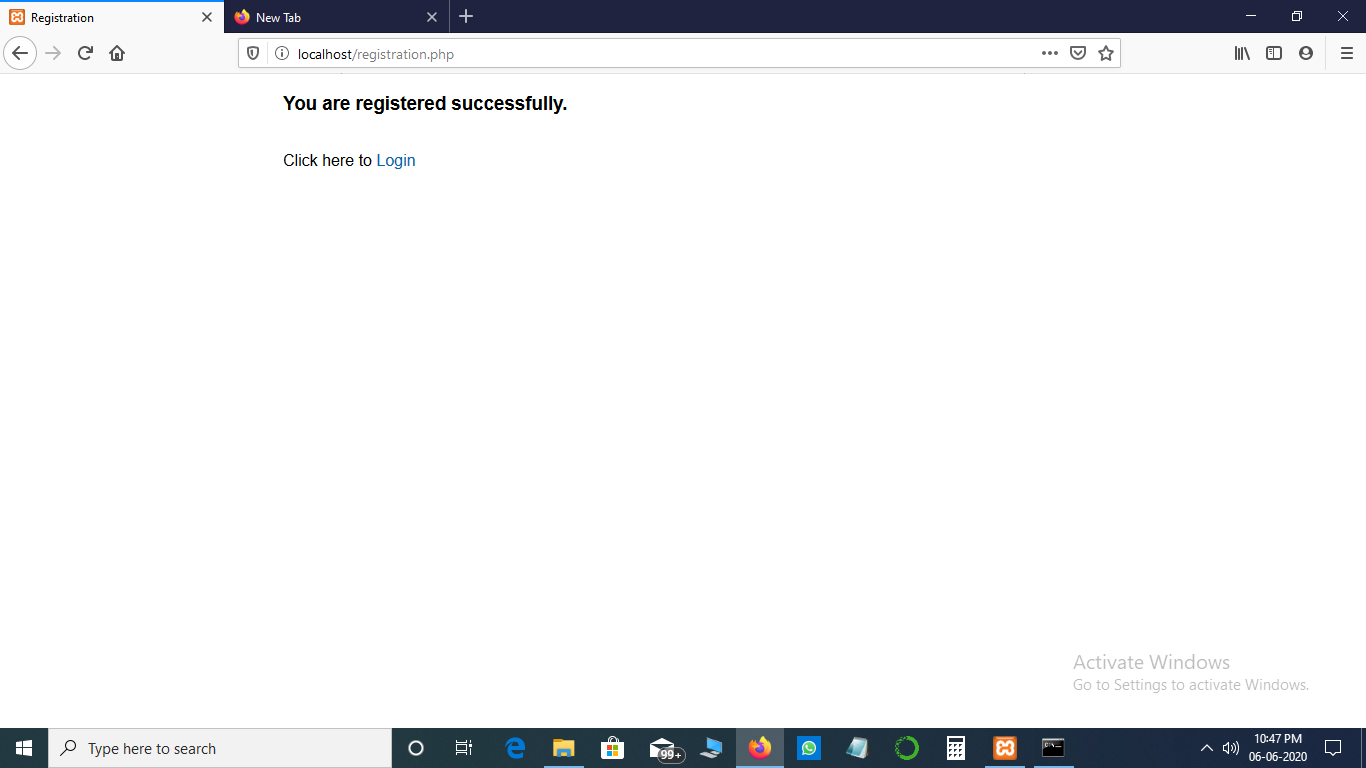 Registration
New Tab
localhost/registration.php
You are registered successfully.
Click here to Login
Activate Windows
Go to Settings to activate Windows.
Type here to search
99+
10:47 PM
06-06-2020